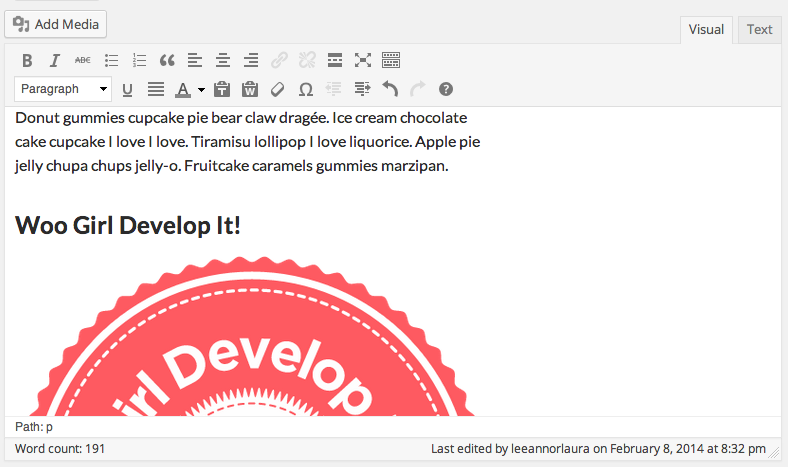 Add Media
Visual Text
B I ABC
Paragraph U A T W Ω ?
Donut gummies cupcake pie bear claw dragée. Ice cream chocolate
cake cupcake I love I love. Tiramisu lollipop I love liquorice. Apple pie
jelly chupa chups jelly-o. Fruitcake caramels gummies marzipan.
Woo Girl Develop It!
irl Develop
Path: p
Word count: 191 Last edited by leeannorlaura on February 8, 2014 at 8:32 pm